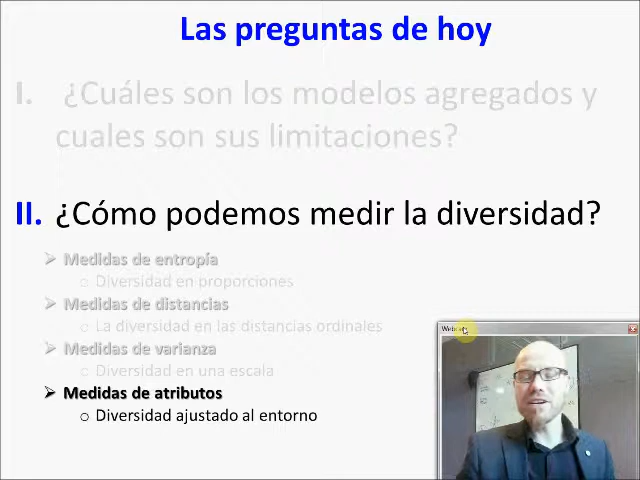 Las preguntas de hoy
I. ¿Cuáles son los modelos agregados y
cuales son sus limitaciones?
II. ¿Cómo podemos medir la diversidad?
➢ Medidas de entropía
o Diversidad en proporciones
➢ Medidas de distancias
o La diversidad en las distancias ordinales
➢ Medidas de varianza
o Diversidad en una escala
➢ Medidas de atributos
o Diversidad ajustado al entorno